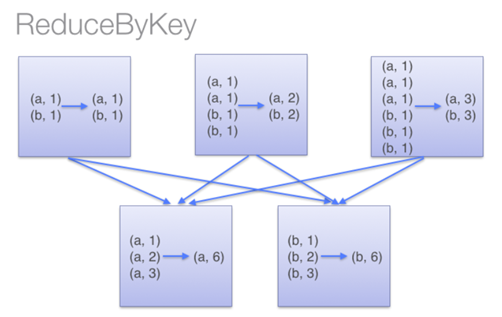 ReduceByKey
(a, 1) (a, 1)
(b, 1) (b, 1)
(a, 1)
(a, 1) (a, 2)
(b, 1) (b, 2)
(b, 1)
(a, 1)
(a, 1)
(a, 1) (a, 3)
(b, 1) (b, 3)
(b, 1)
(b, 1)
(a, 1)
(a, 2) (a, 6)
(a, 3)
(b, 1)
(b, 2) (b, 6)
(b, 3)